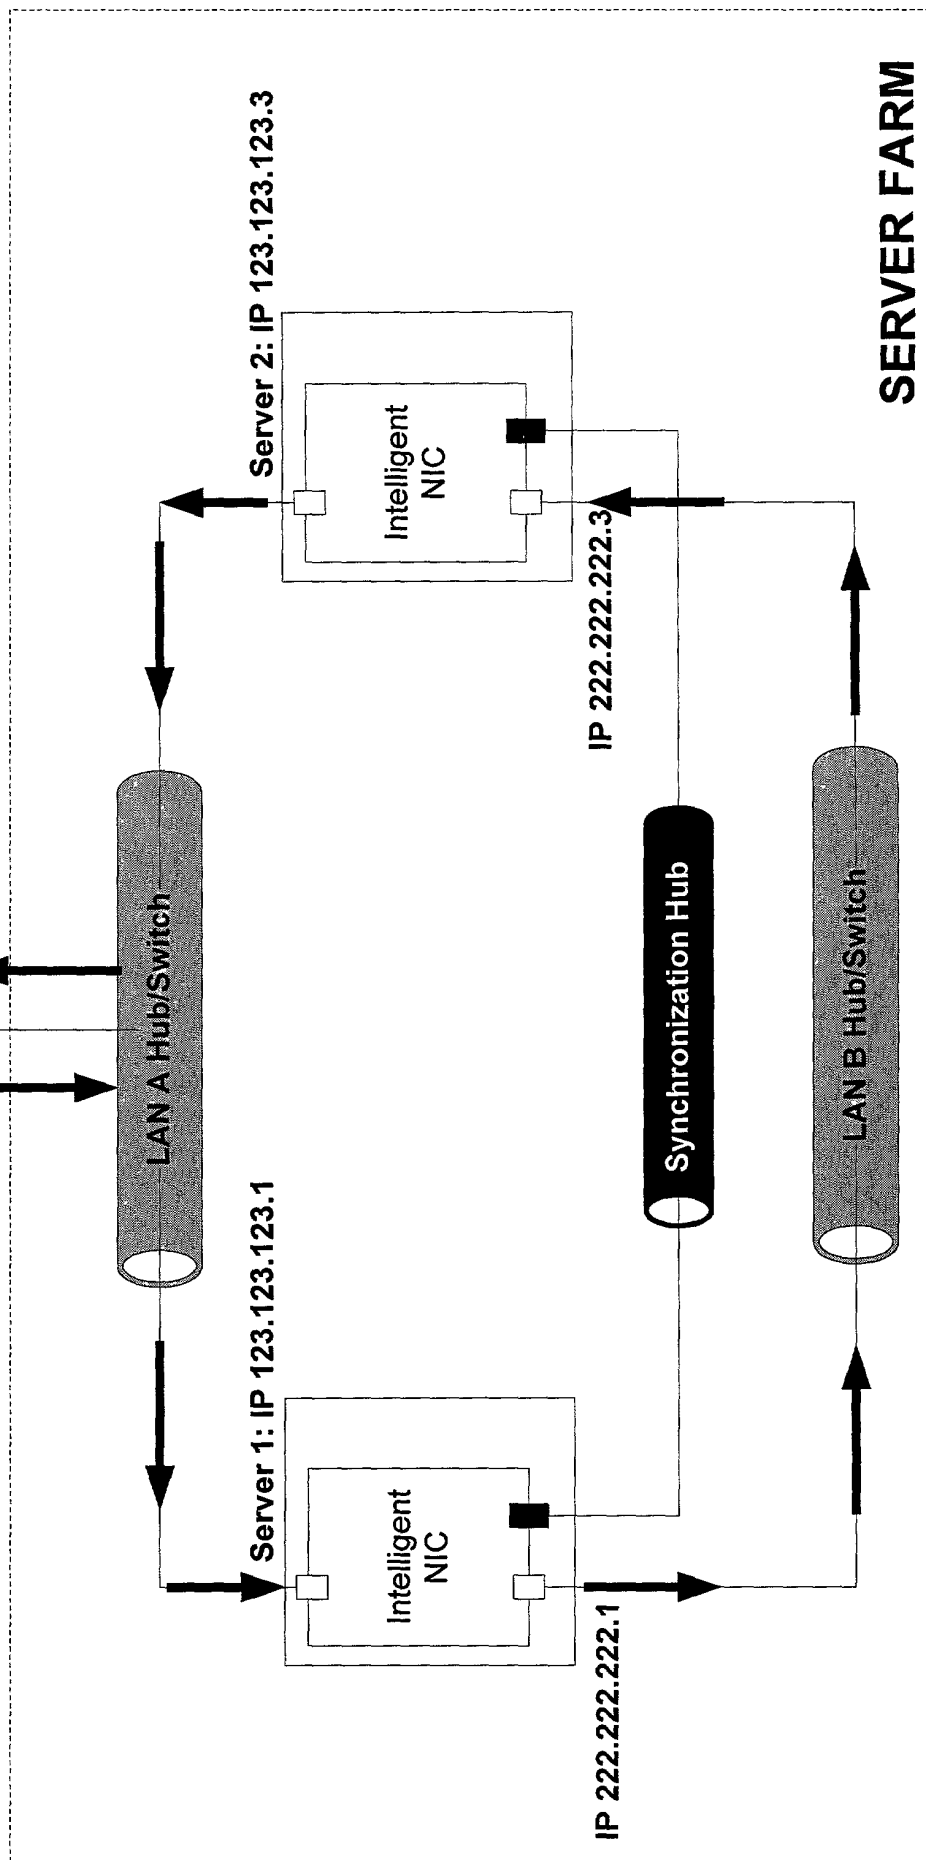 Server 1: IP 123.123.123.1
LAN A Hub/Switch
Server 2: IP 123.123.123.3
Intelligent
NIC
Intelligent
NIC
IP 222.222.222.1
IP 222.222.222.3
Synchronization Hub
LAN B Hub/Switch
SERVER FARM